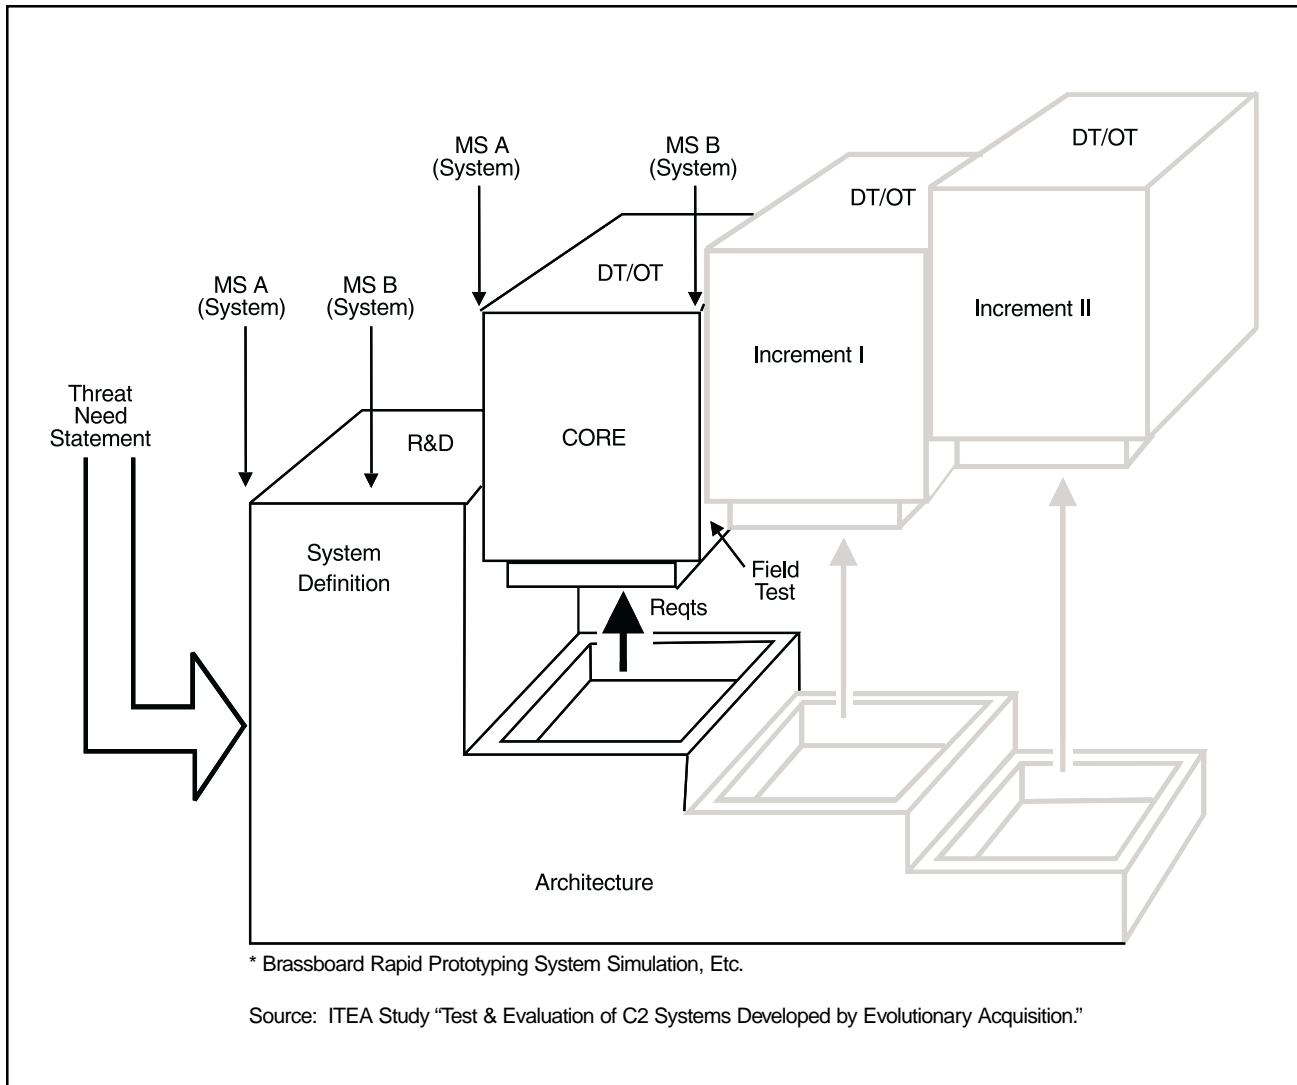 DT/OT
MS A
(System)
MS B
(System)
DT/OT
MS A
(System)
MS B
(System)
DT/OT
Increment II
Increment I
Threat
Need
Statement
R&D
CORE
System
Definition
Field
Test
Reqts
Architecture
* Brassboard Rapid Prototyping System Simulation, Etc.
Source:  ITEA Study “Test & Evaluation of C2 Systems Developed by Evolutionary Acquisition.”